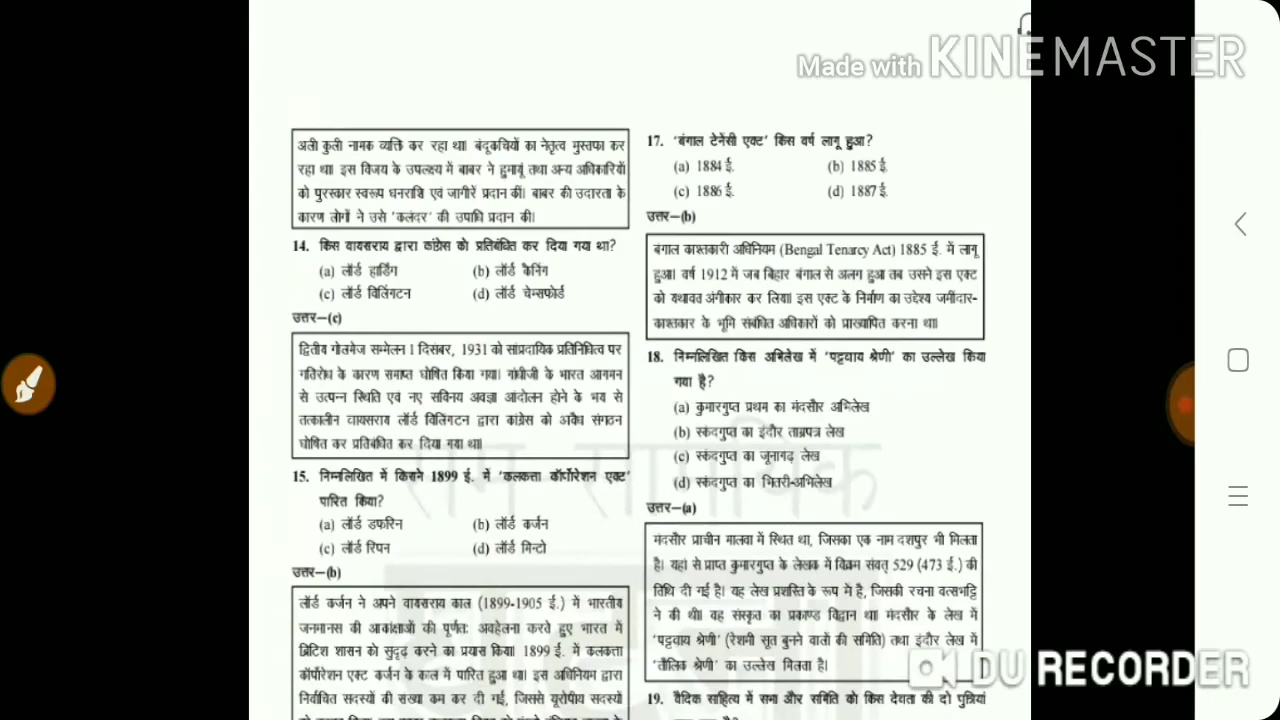 Made with KINEMASTER
अली कुली नामक व्यक्ति कर रहा था। बंदूकचियों का नेतृत्व मुस्तफा कर
रहा था। इस विजय के उपलक्ष्य में बाबर ने हुमायूं तथा अन्य अधिकारियों
को पुरस्कार स्वरूप धनराशि एवं जागीरें प्रदान कीं। बाबर की उदारता के
कारण लोगों ने उसे 'कलंदर' की उपाधि प्रदान की।
14. किस वायसराय द्वारा कांग्रेस को प्रतिबंधित कर दिया गया था?
(a) लॉर्ड हार्डिंग (b) लॉर्ड कैनिंग
(c) लॉर्ड विलिंगटन (d) लॉर्ड चेम्सफोर्ड
उत्तर–(c)
द्वितीय गोलमेज सम्मेलन 1 दिसंबर, 1931 को सांप्रदायिक प्रतिनिधित्व पर
गतिरोध के कारण समाप्त घोषित किया गया। गांधीजी के भारत आगमन
से उत्पन्न स्थिति एवं नए सविनय अवज्ञा आंदोलन होने के भय से
तत्कालीन वायसराय लॉर्ड विलिंगटन द्वारा कांग्रेस को अवैध संगठन
घोषित कर प्रतिबंधित कर दिया गया था।
15. निम्नलिखित में किसने 1899 ई. में 'कलकत्ता कॉर्पोरेशन एक्ट'
पारित किया?
(a) लॉर्ड डफरिन (b) लॉर्ड कर्जन
(c) लॉर्ड रिपन (d) लॉर्ड मिन्टो
उत्तर–(b)
लॉर्ड कर्जन ने अपने वायसराय काल (1899-1905 ई.) में भारतीय
जनमानस की आकांक्षाओं की पूर्णतः अवहेलना करते हुए भारत में
ब्रिटिश शासन को सुदृढ़ करने का प्रयास किया। 1899 ई. में कलकत्ता
कॉर्पोरेशन एक्ट कर्जन के काल में पारित हुआ था। इस अधिनियम द्वारा
निर्वाचित सदस्यों की संख्या कम कर दी गई, जिससे यूरोपीय सदस्यों
17. 'बंगाल टेनेंसी एक्ट' किस वर्ष लागू हुआ?
(a) 1884 ई. (b) 1885 ई.
(c) 1886 ई. (d) 1887 ई.
उत्तर–(b)
बंगाल काश्तकारी अधिनियम (Bengal Tenarcy Act) 1885 ई. में लागू
हुआ। वर्ष 1912 में जब बिहार बंगाल से अलग हुआ तब उसने इस एक्ट
को यथावत अंगीकार कर लिया। इस एक्ट के निर्माण का उद्देश्य जमींदार-
काश्तकार के भूमि संबंधित अधिकारों को प्राख्यापित करना था।
18. निम्नलिखित किस अभिलेख में 'पट्टवाय श्रेणी' का उल्लेख किया
गया है?
(a) कुमारगुप्त प्रथम का मंदसौर अभिलेख
(b) स्कंदगुप्त का इंदौर ताम्रपत्र लेख
(c) स्कंदगुप्त का जूनागढ़ लेख
(d) स्कंदगुप्त का भितरी-अभिलेख
उत्तर–(a)
मंदसौर प्राचीन मालवा में स्थित था, जिसका एक नाम दशपुर भी मिलता
है। यहां से प्राप्त कुमारगुप्त के लेखक में विक्रम संवत् 529 (473 ई.) की
तिथि दी गई है। यह लेख प्रशस्ति के रूप में है, जिसकी रचना वत्सभट्टि
ने की थी। वह संस्कृत का प्रकाण्ड विद्वान था। मंदसौर के लेख में
'पट्टवाय श्रेणी' (रेशमी सूत बुनने वालों की समिति) तथा इंदौर लेख में
'तैलिक श्रेणी' का उल्लेख मिलता है।
19. वैदिक साहित्य में सभा और समिति को किस देवता की दो पुत्रियां
सम सामयिक
DU RECORDER